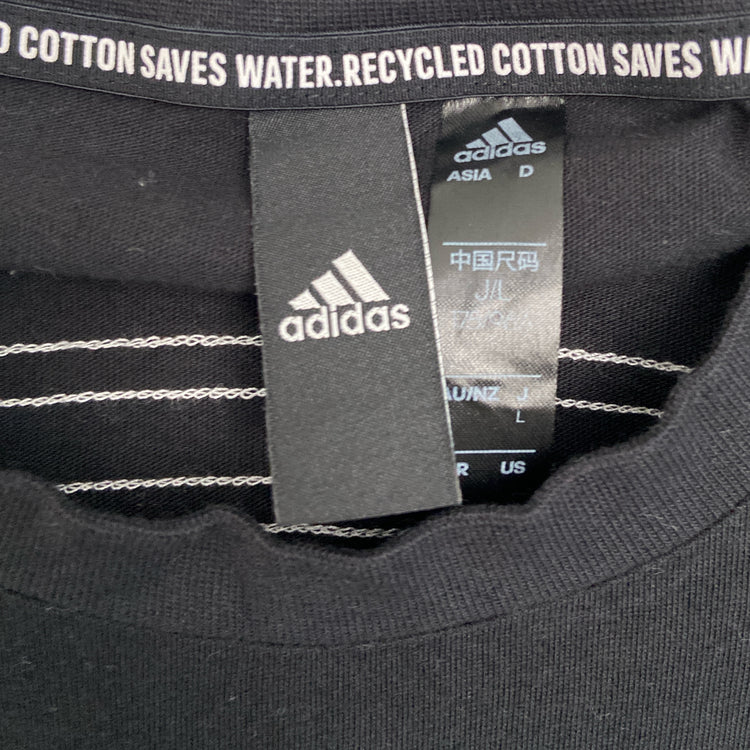 D COTTON SAVES WATER.RECYCLED COTTON SAVES WA
adidas
adidas
ASIA D
中国尺码
J/L
AU/NZ J
L
R US